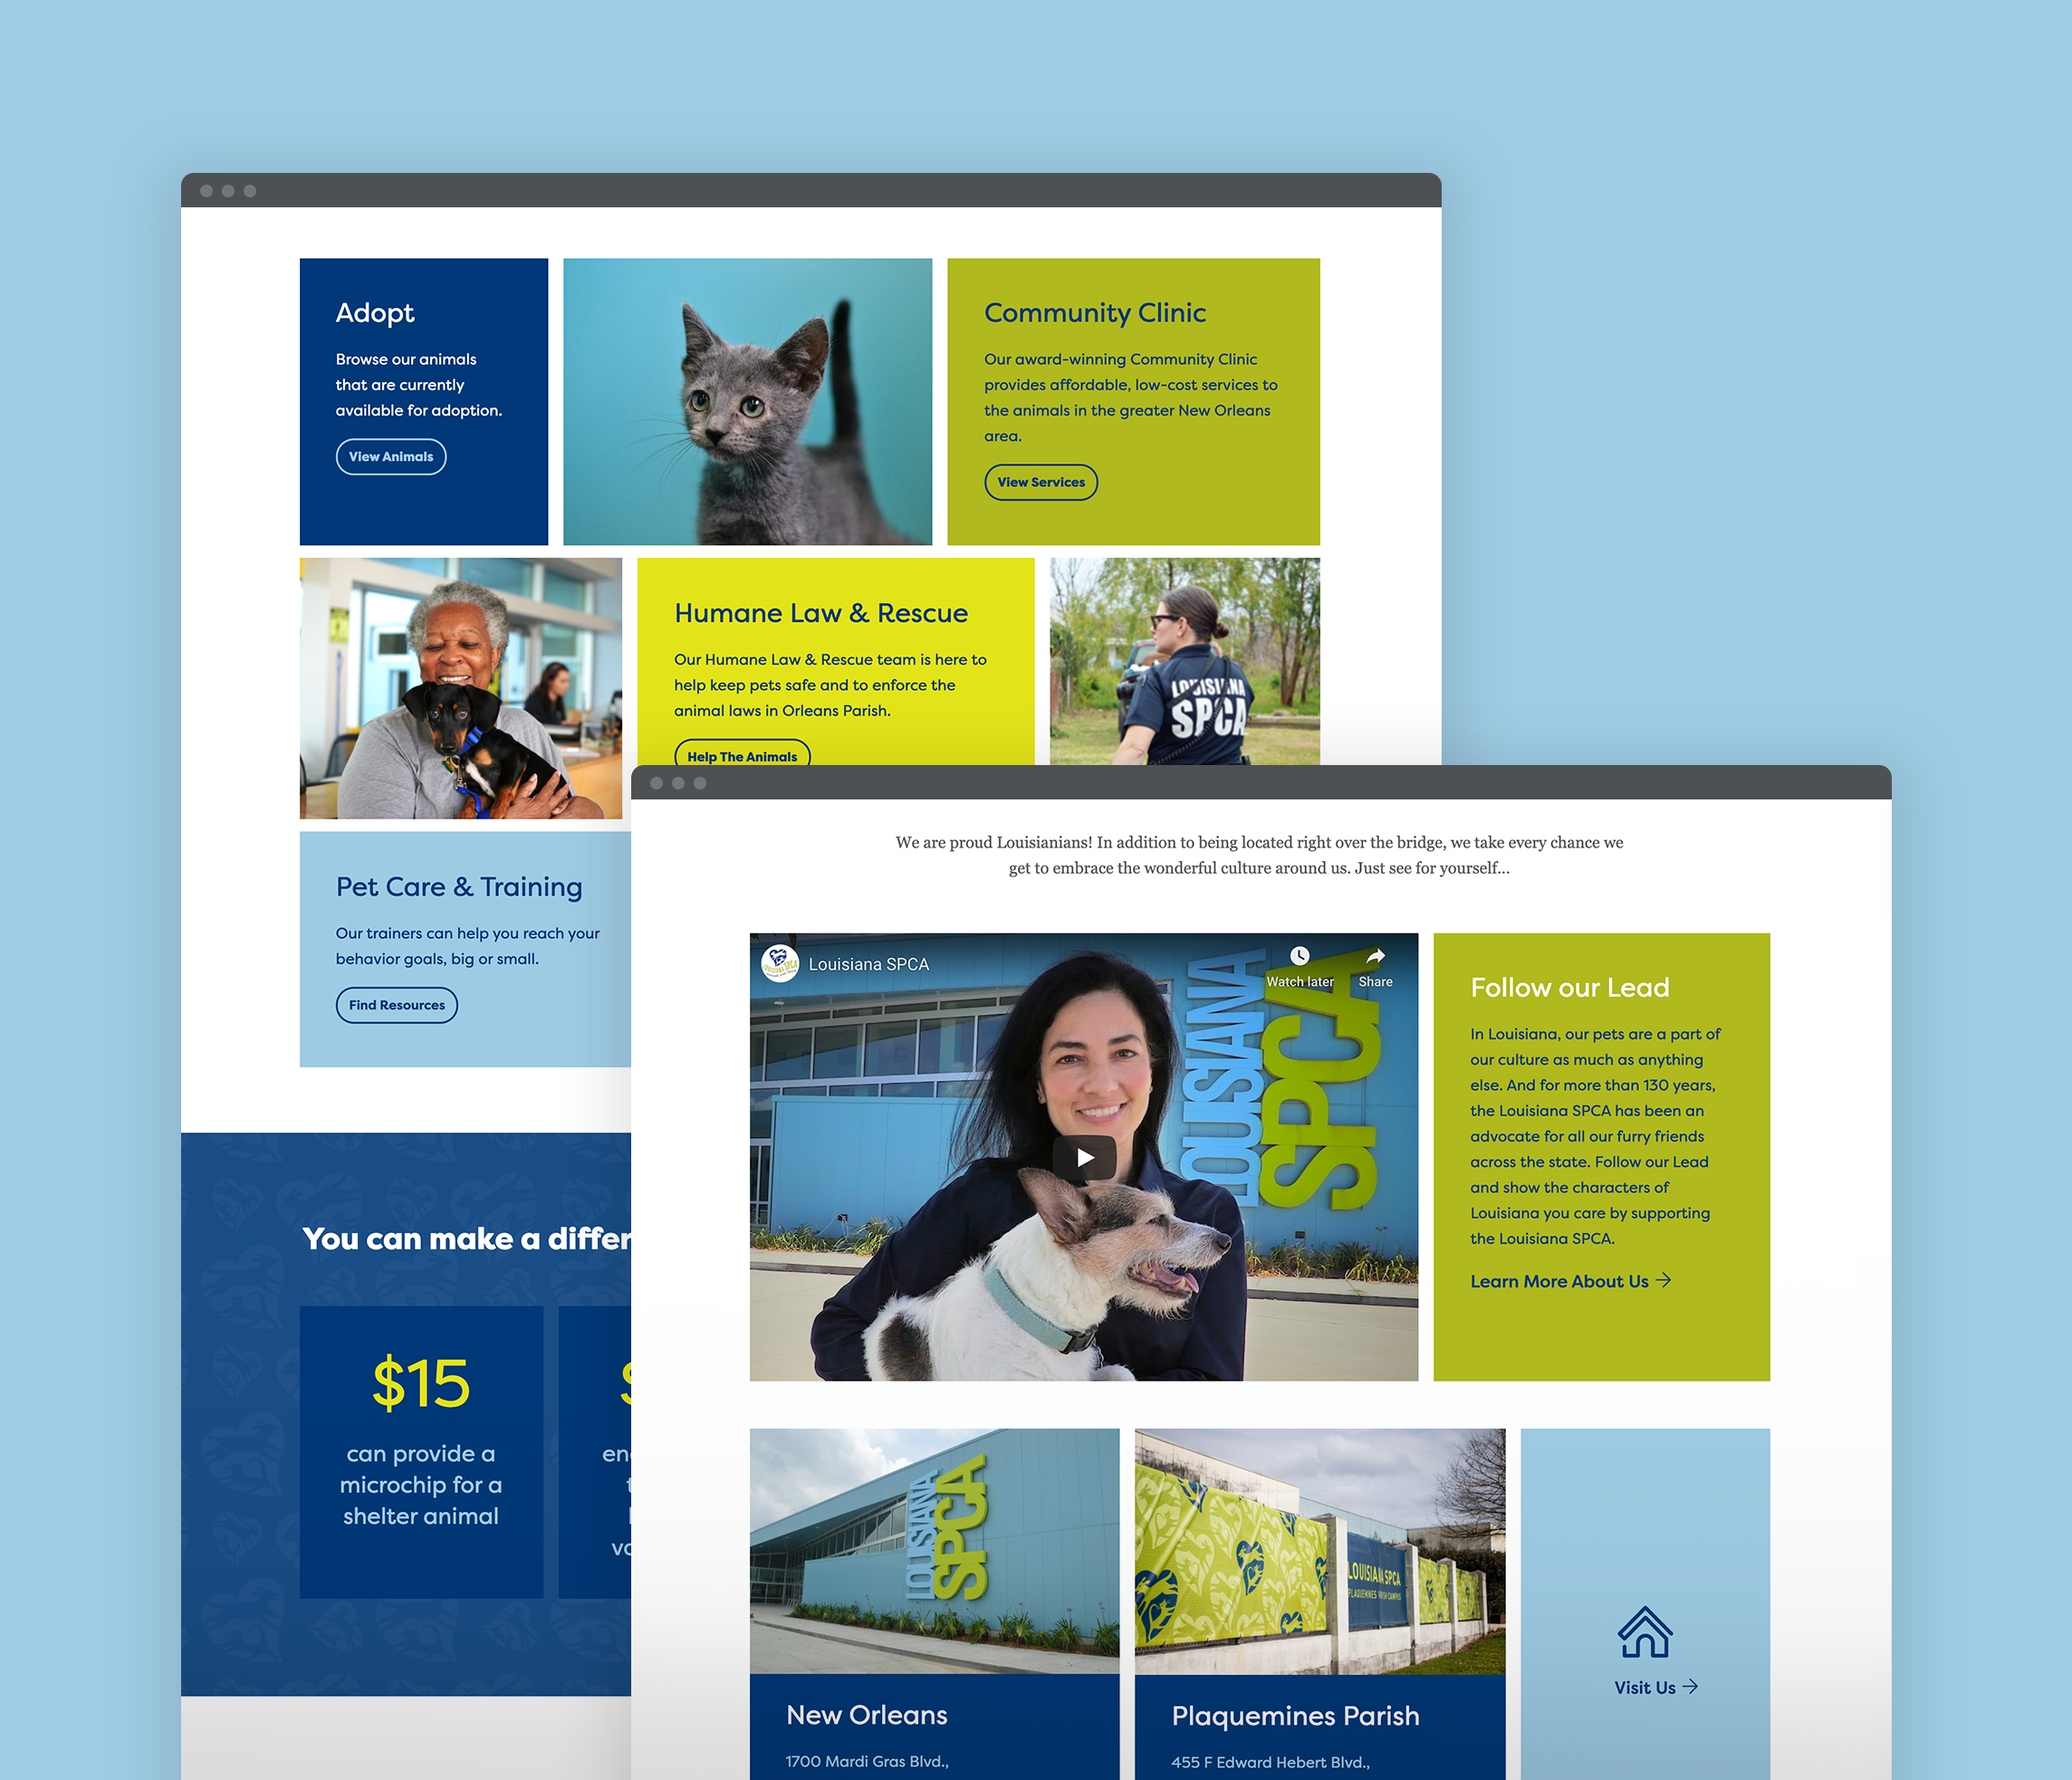 Adopt
Browse our animals
that are currently
available for adoption.
View Animals
Community Clinic
Our award-winning Community Clinic
provides affordable, low-cost services to
the animals in the greater New Orleans
area.
View Services
Humane Law & Rescue
Our Humane Law & Rescue team is here to
help keep pets safe and to enforce the
animal laws in Orleans Parish.
Help The Animals
LOUISIANA
SPCA
Pet Care & Training
Our trainers can help you reach your
behavior goals, big or small.
Find Resources
You can make a differ
$15
can provide a
microchip for a
shelter animal
We are proud Louisianians! In addition to being located right over the bridge, we take every chance we
get to embrace the wonderful culture around us. Just see for yourself...
Louisiana SPCA
Watch later
Share
LOUISIANA
SPCA
Follow our Lead
In Louisiana, our pets are a part of
our culture as much as anything
else. And for more than 130 years,
the Louisiana SPCA has been an
advocate for all our furry friends
across the state. Follow our Lead
and show the characters of
Louisiana you care by supporting
the Louisiana SPCA.
Learn More About Us →
LOUISIANA
SPCA
LOUISIANA SPCA
PLAQUEMINES PARISH CAMPUS
New Orleans
1700 Mardi Gras Blvd.,
Plaquemines Parish
455 F Edward Hebert Blvd.,
Visit Us →